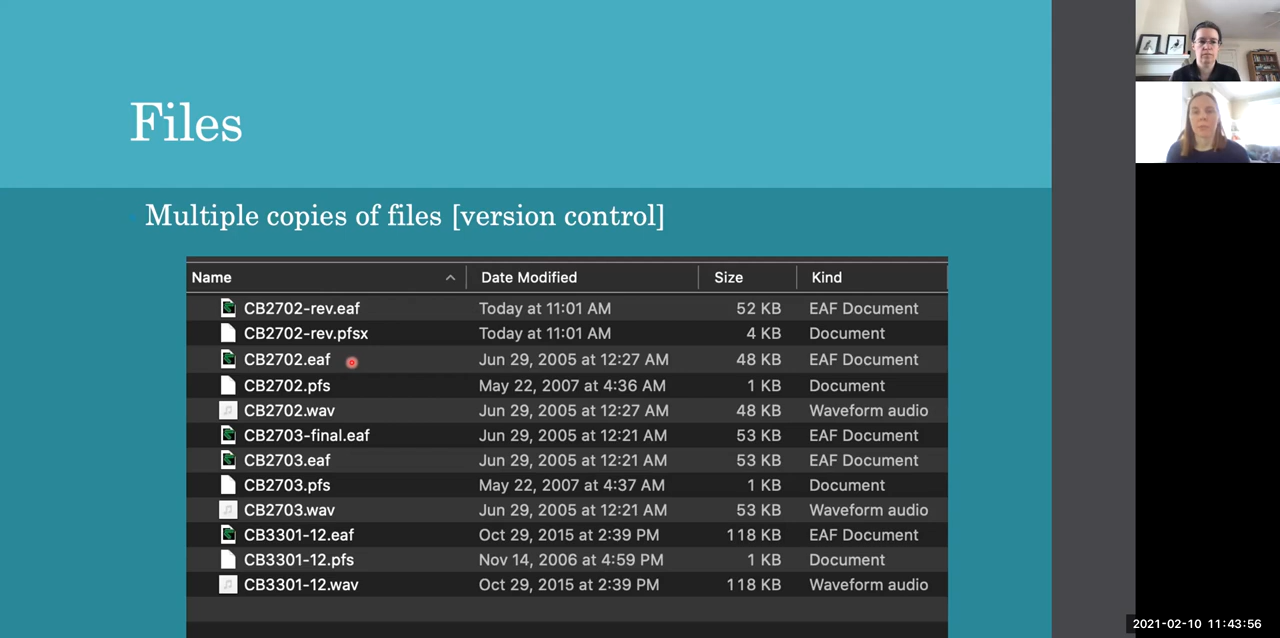 Files
Multiple copies of files [version control]
Name Date Modified Size Kind
CB2702-rev.eaf Today at 11:01 AM 52 KB EAF Document
CB2702-rev.pfsx Today at 11:01 AM 4 KB Document
CB2702.eaf Jun 29, 2005 at 12:27 AM 48 KB EAF Document
CB2702.pfs May 22, 2007 at 4:36 AM 1 KB Document
CB2702.wav Jun 29, 2005 at 12:27 AM 48 KB Waveform audio
CB2703-final.eaf Jun 29, 2005 at 12:21 AM 53 KB EAF Document
CB2703.eaf Jun 29, 2005 at 12:21 AM 53 KB EAF Document
CB2703.pfs May 22, 2007 at 4:37 AM 1 KB Document
CB2703.wav Jun 29, 2005 at 12:21 AM 53 KB Waveform audio
CB3301-12.eaf Oct 29, 2015 at 2:39 PM 118 KB EAF Document
CB3301-12.pfs Nov 14, 2006 at 4:59 PM 1 KB Document
CB3301-12.wav Oct 29, 2015 at 2:39 PM 118 KB Waveform audio
2021-02-10 11:43:56